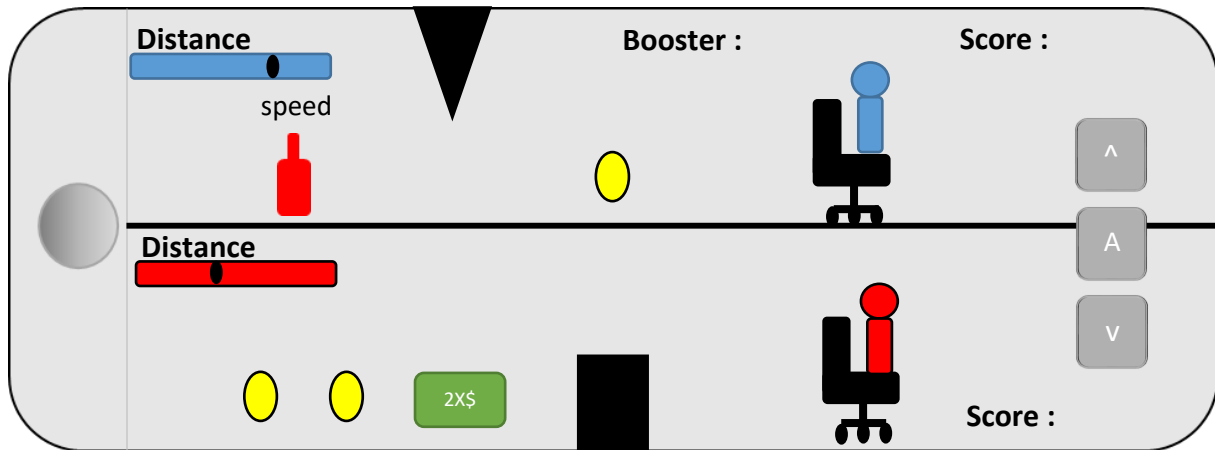 Distance
Booster :
Score :
speed
^
A
Distance
v
2X$
Score :